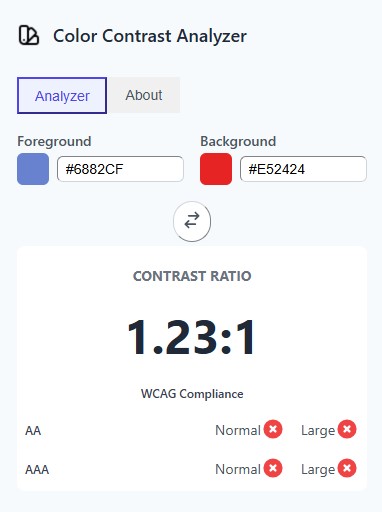 Color Contrast Analyzer
Analyzer About
Foreground Background
#6882CF #E52424
CONTRAST RATIO
1.23:1
WCAG Compliance
AA Normal Large
AAA Normal Large